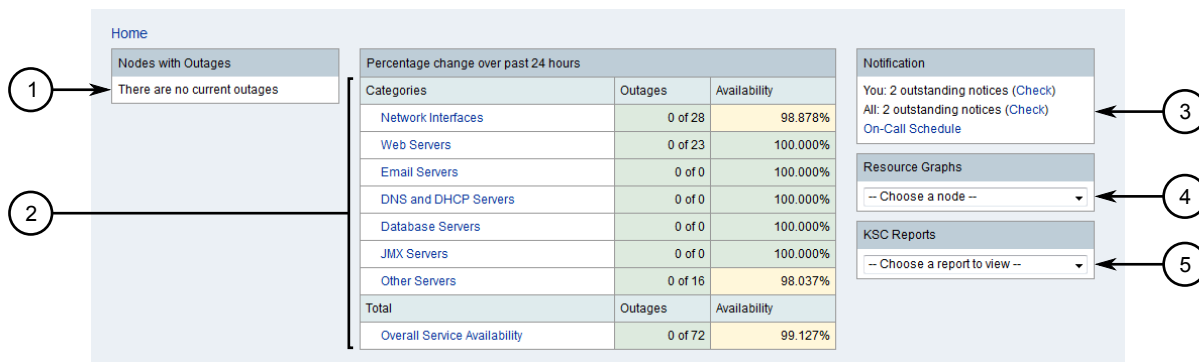 Home
Nodes with Outages
There are no current outages
1
2
Percentage change over past 24 hours
Categories Outages Availability
Network Interfaces 0 of 28 98.878%
Web Servers 0 of 23 100.000%
Email Servers 0 of 0 100.000%
DNS and DHCP Servers 0 of 0 100.000%
Database Servers 0 of 0 100.000%
JMX Servers 0 of 0 100.000%
Other Servers 0 of 16 98.037%
Total Outages Availability
Overall Service Availability 0 of 72 99.127%
Notification
You: 2 outstanding notices (Check)
All: 2 outstanding notices (Check)
On-Call Schedule
3
Resource Graphs
-- Choose a node --
4
KSC Reports
-- Choose a report to view --
5